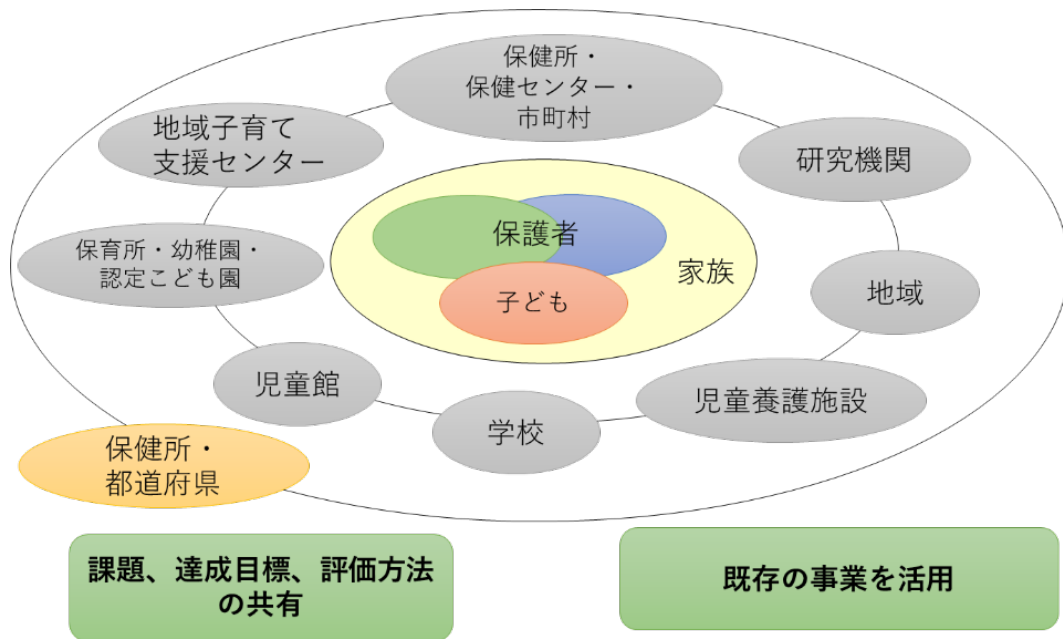 保健所・
保健センター・
市町村
地域子育て
支援センター
研究機関
保護者
家族
保育所・幼稚園・
認定こども園
子ども
地域
児童館
児童養護施設
学校
保健所・
都道府県
課題、達成目標、評価方法
の共有
既存の事業を活用